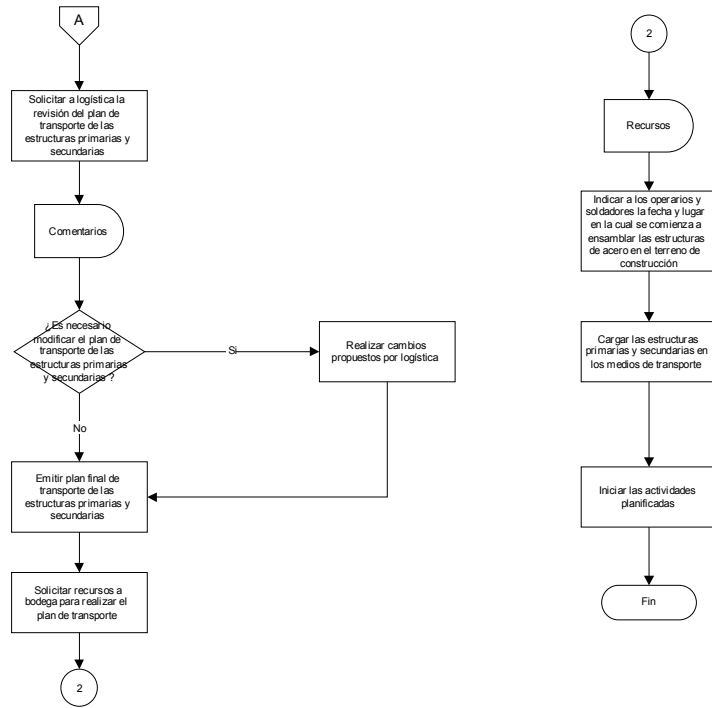 A
Solicitar a logística la
revisión del plan de
transporte de las
estructuras primarias y
secundarias
Comentarios
¿Es necesario
modificar el plan de
transporte de las
estructuras primarias
y secundarias ?
Si
Realizar cambios
propuestos por logística
No
Emitir plan final de
transporte de las
estructuras primarias y
secundarias
Solicitar recursos a
bodega para realizar el
plan de transporte
2
2
Recursos
Indicar a los operarios y
soldadores la fecha y lugar
en la cual se comienza a
ensamblar las estructuras
de acero en el terreno de
construcción
Cargar las estructuras
primarias y secundarias en
los medios de transporte
Iniciar las actividades
planificadas
Fin